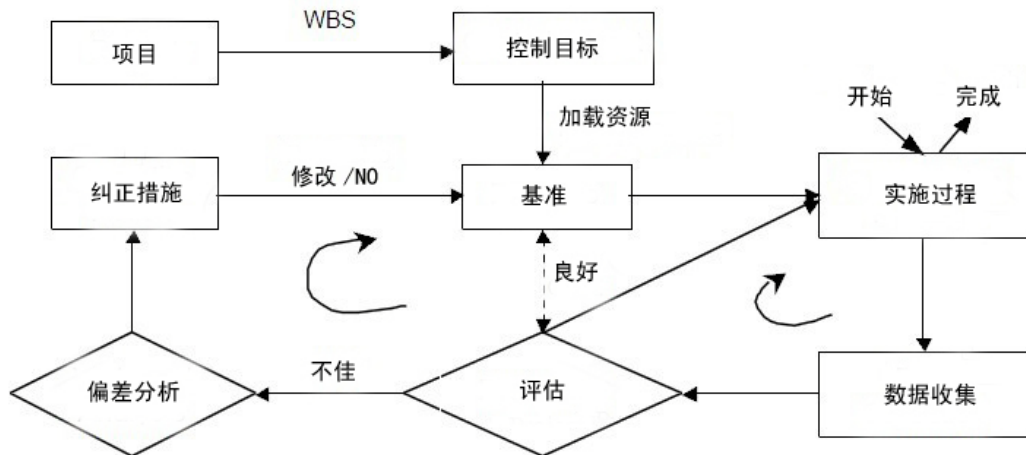 WBS
项目
控制目标
加载资源
开始
完成
纠正措施
修改/NO
基准
实施过程
良好
偏差分析
不佳
评估
数据收集